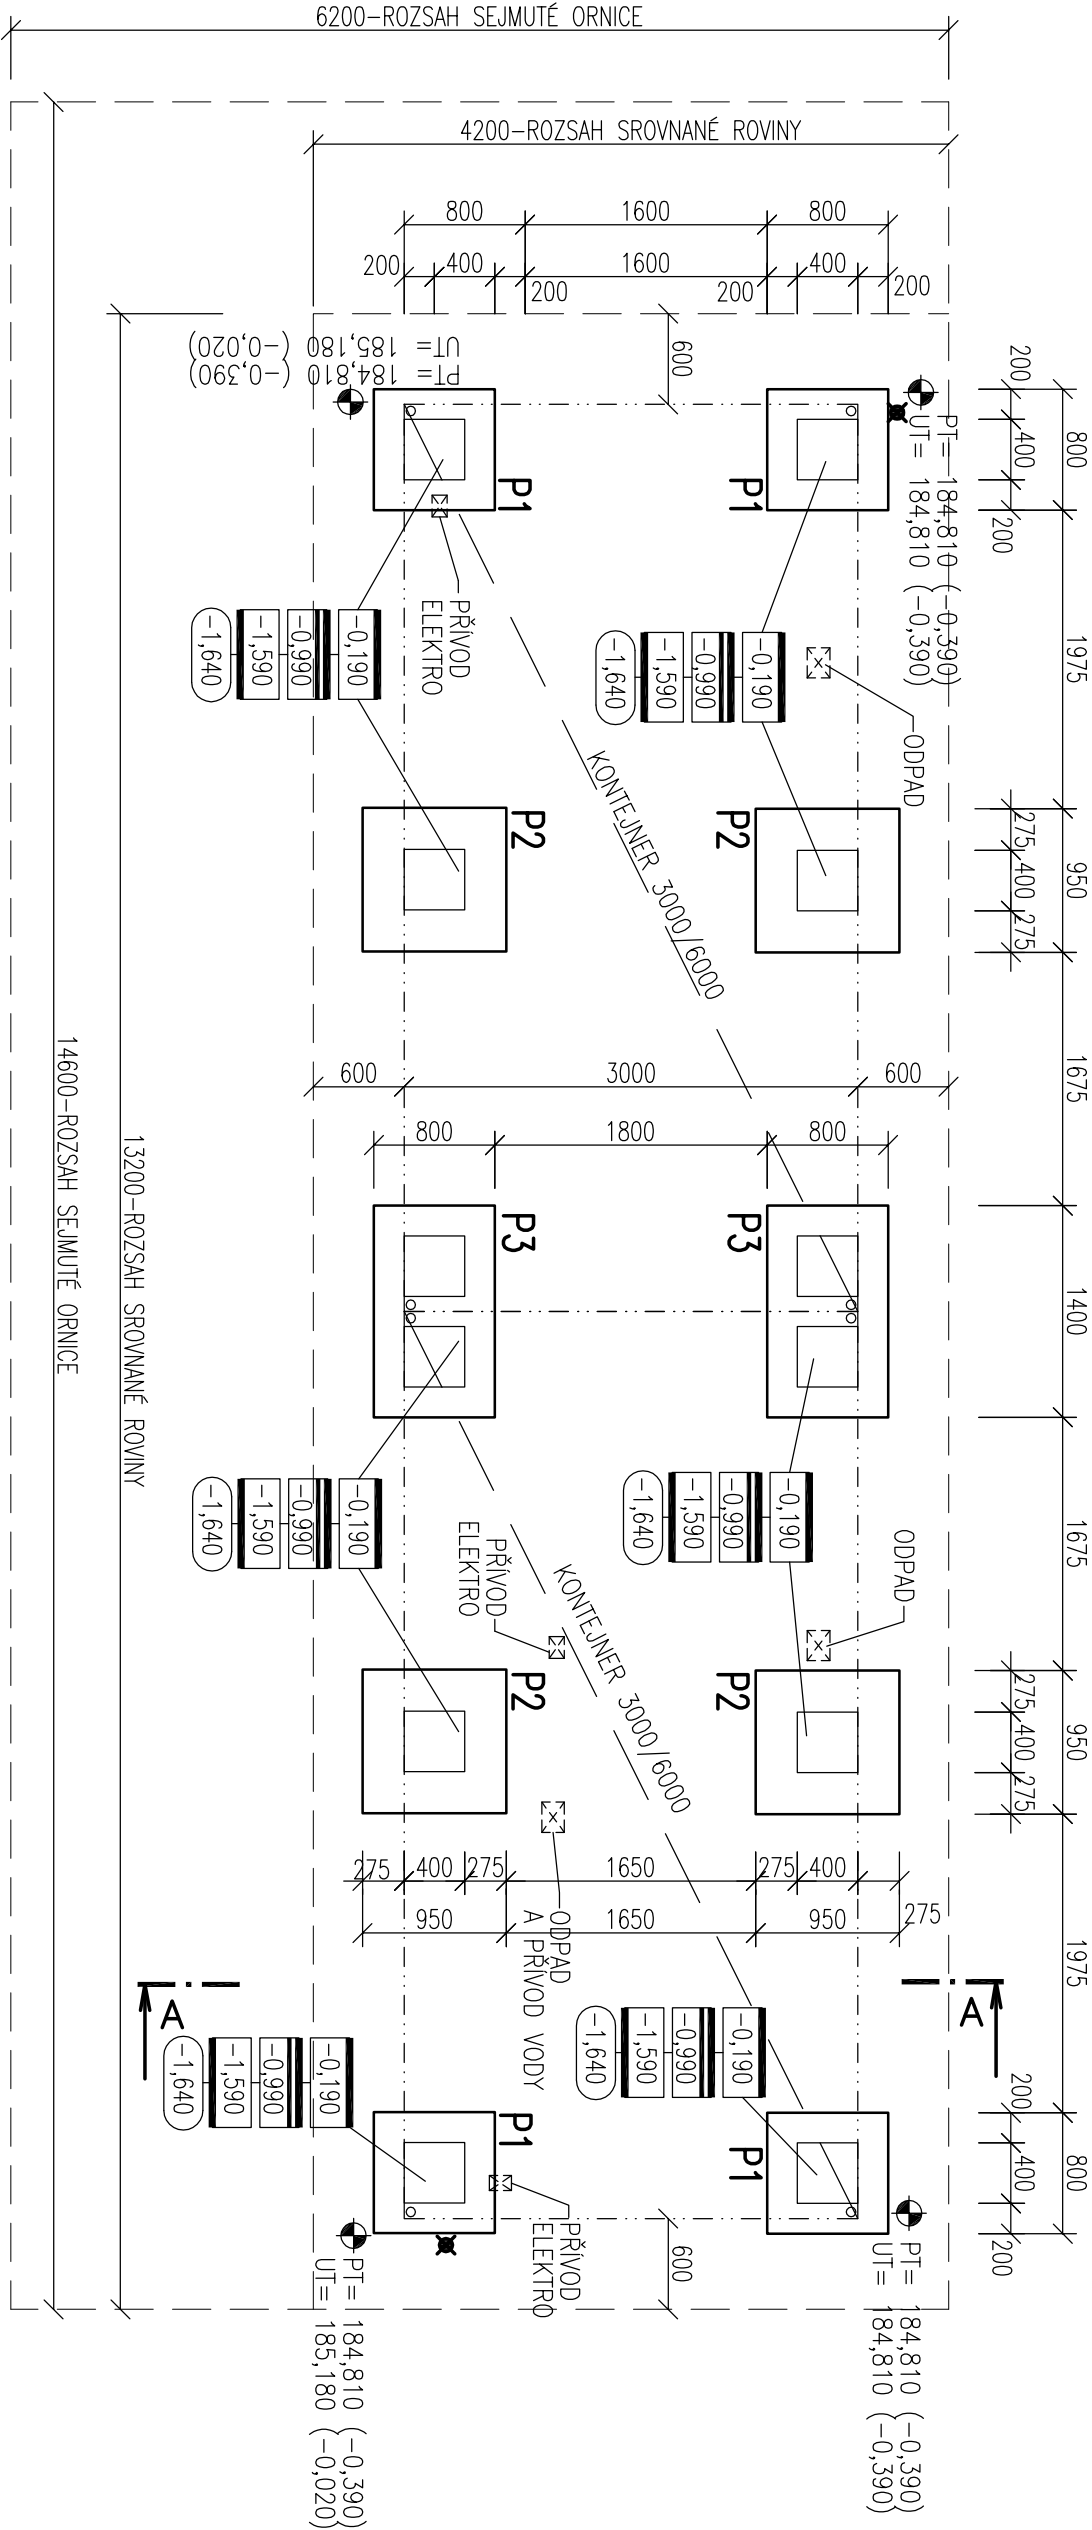 6200-ROZSAH SEJMUTÉ ORNICE
4200-ROZSAH SROVNANÉ ROVINY
800
1600
800
200
400
1600
400
200
200
200
UT= 185,180 (-0,020)
PT= 184,810 (-0,390)
600
PT= 184,810 (-0,390)
UT= 184,810 (-0,390)
200
400
200
800
1975
275
400
275
950
1675
1400
1675
275
400
275
950
1975
200
400
200
800
P1
P1
PŘÍVOD
ELEKTRO
ODPAD
-0,190
-0,990
-1,590
-1,640
-0,190
-0,990
-1,590
-1,640
KONTEJNER 3000/6000
P2
P2
600
3000
600
800
1800
800
P3
P3
14600-ROZSAH SEJMUTÉ ORNICE
13200-ROZSAH SROVNANÉ ROVINY
-0,190
-0,990
-1,590
-1,640
-0,190
-0,990
-1,590
-1,640
PŘÍVOD
ELEKTRO
ODPAD
KONTEJNER 3000/6000
P2
P2
275
400
275
1650
275
400
275
950
1650
950
ODPAD
A PŘÍVOD VODY
A
A
-0,190
-0,990
-1,590
-1,640
-0,190
-0,990
-1,590
-1,640
P1
P1
PŘÍVOD
ELEKTRO
600
PT= 184,810 (-0,390)
UT= 185,180 (-0,020)
PT= 184,810 (-0,390)
UT= 184,810 (-0,390)